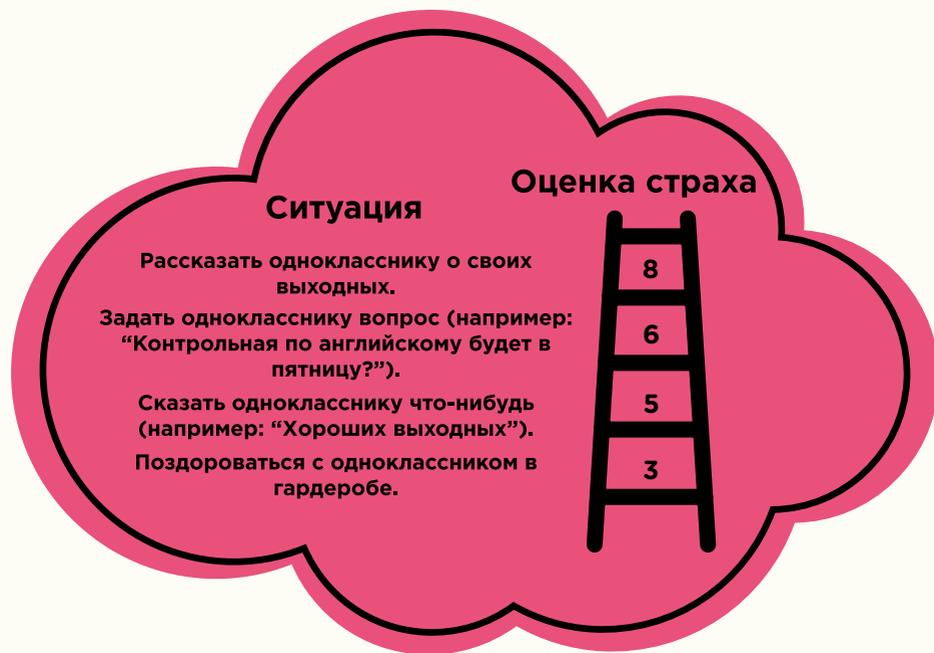 Ситуация
Оценка страха
Рассказать однокласснику о своих
выходных.
8
Задать однокласснику вопрос (например:
“Контрольная по английскому будет в
пятницу?”).
6
Сказать однокласснику что-нибудь
(например: “Хороших выходных”).
5
Поздороваться с одноклассником в
гардеробе.
3